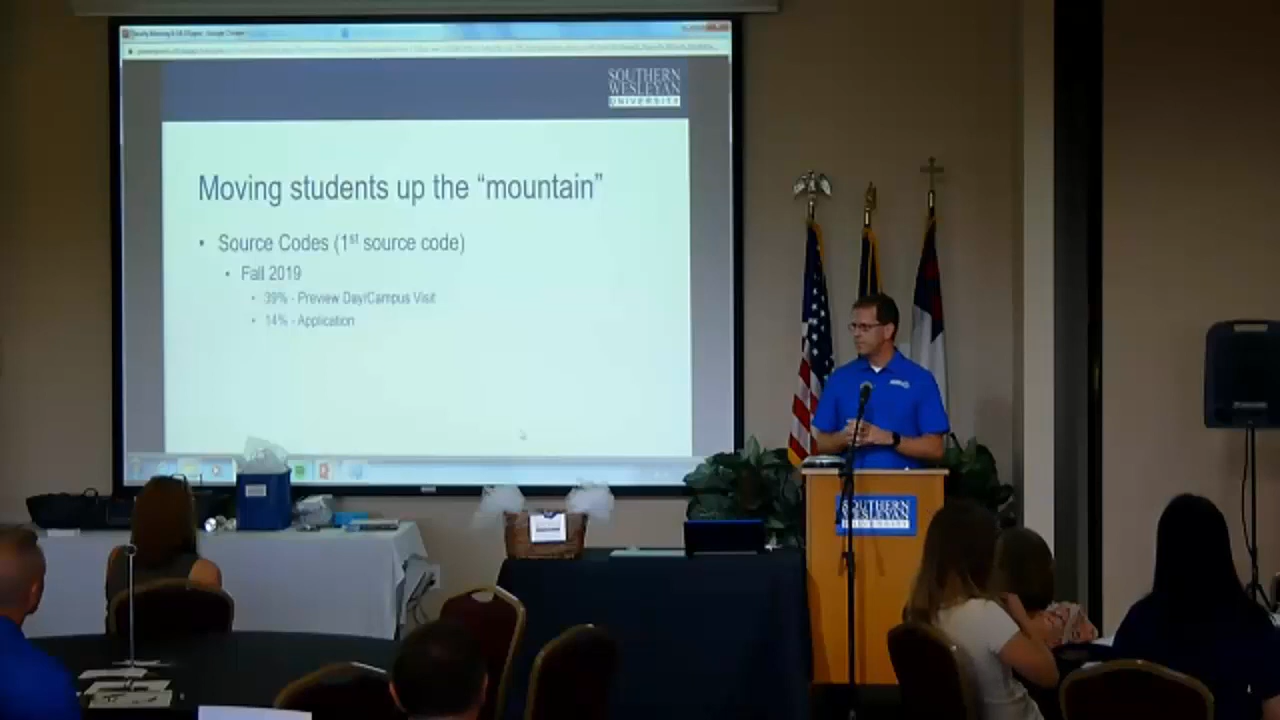 SOUTHERN
WESLEYAN
UNIVERSITY
Moving students up the “mountain”
• Source Codes (1st source code)
• Fall 2019
• 39% - Preview Day/Campus Visit
• 14% - Application
SOUTHERN
WESLEYAN
UNIVERSITY